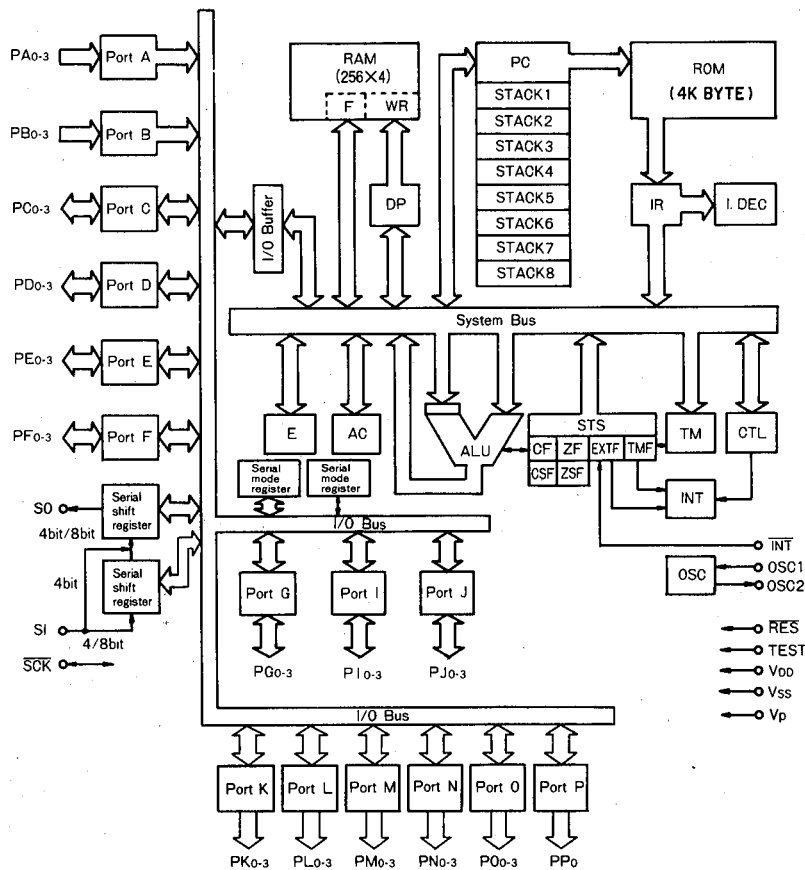 PA0-3
Port A
PB0-3
Port B
PC0-3
Port C
PD0-3
Port D
PE0-3
Port E
PF0-3
Port F
SO
Serial
shift
register
4bit/8bit
4bit
Serial
shift
register
SI
4/8bit
SCK
RAM
(256×4)
F
WR
DP
I/O Buffer
PC
STACK1
STACK2
STACK3
STACK4
STACK5
STACK6
STACK7
STACK8
ROM
(4K BYTE)
IR
I. DEC
System Bus
E
AC
ALU
STS
CF
ZF
EXTF
TMF
CSF
ZSF
TM
CTL
INT
Serial
mode
register
Serial
mode
register
I/O Bus
INT
OSC
OSC1
OSC2
Port G
Port I
Port J
PG0-3
PI0-3
PJ0-3
RES
TEST
VDD
VSS
Vp
I/O Bus
Port K
Port L
Port M
Port N
Port O
Port P
PK0-3
PL0-3
PM0-3
PN0-3
PO0-3
PP0